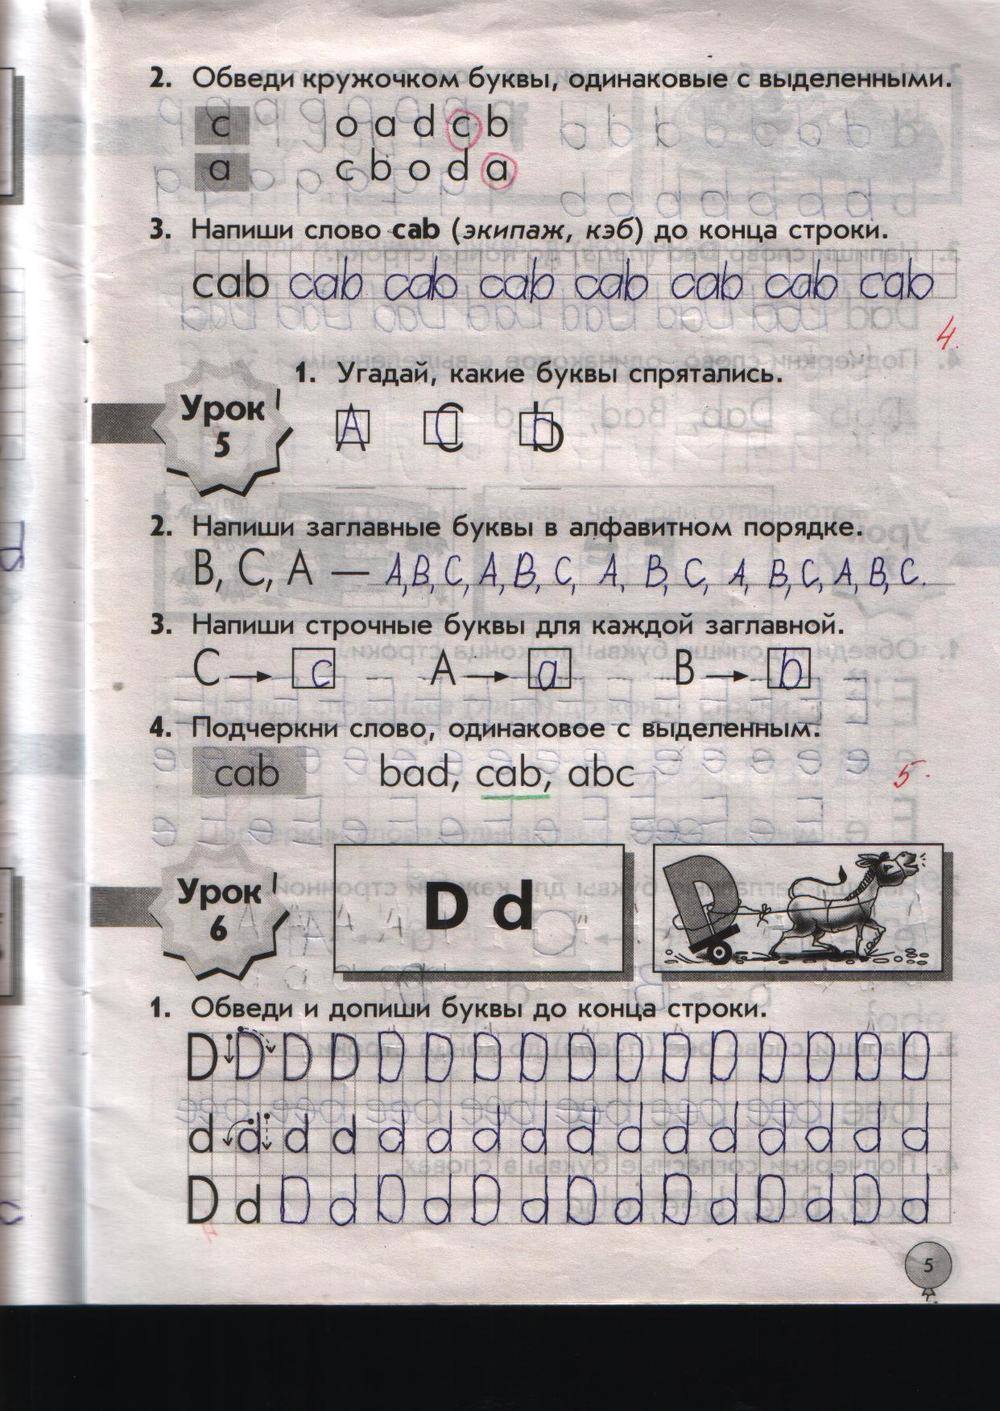 2. Обведи кружочком буквы, одинаковые с выделенными.
c o a d c b
a c b o d a
3. Напиши слово cab (экипаж, кэб) до конца строки.
cab cab cab cab cab cab cab cab
4.
Урок 5
1. Угадай, какие буквы спрятались.
A C b
2. Напиши заглавные буквы в алфавитном порядке.
B, C, A — A,B,C, A,B,C, A, B, C, A, B,C, A, B, C.
3. Напиши строчные буквы для каждой заглавной.
C → c A → a B → b
4. Подчеркни слово, одинаковое с выделенным.
cab bad, cab, abc
5.
Урок 6
D d
D
1. Обведи и допиши буквы до конца строки.
D D D D D D D D D D D D D D D D
d d d d d d d d d d d d d d d d
D d D d D d D d D d D d D d D d
5